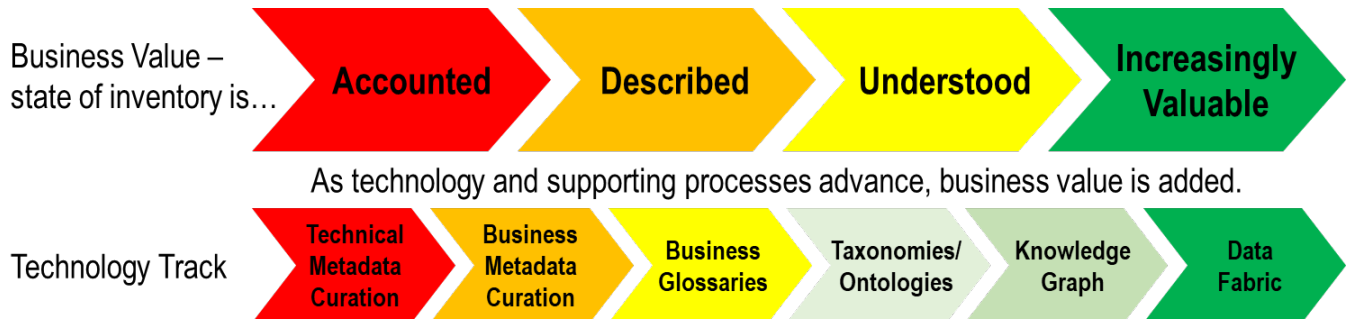 Business Value –
state of inventory is…
Accounted
Described
Understood
Increasingly
Valuable
As technology and supporting processes advance, business value is added.
Technology Track
Technical
Metadata
Curation
Business
Metadata
Curation
Business
Glossaries
Taxonomies/
Ontologies
Knowledge
Graph
Data
Fabric